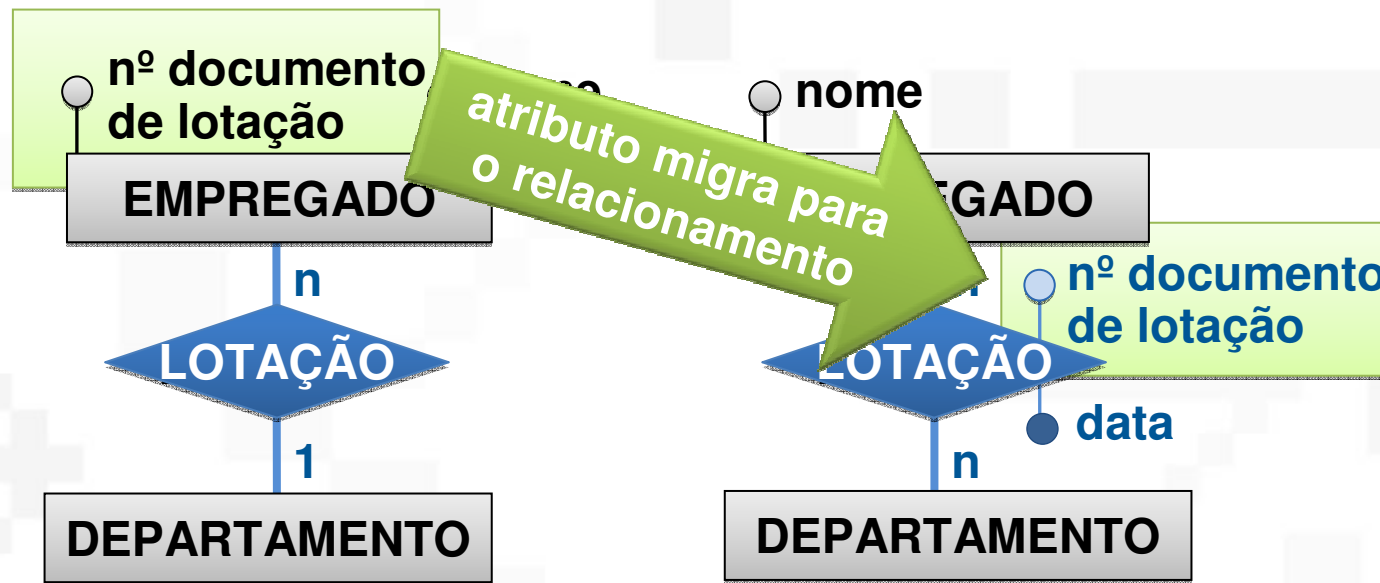 nº documento
de lotação
nome
atributo migra para
o relacionamento
EMPREGADO
GADO
n
nº documento
de lotação
LOTAÇÃO
LOTAÇÃO
data
1
n
DEPARTAMENTO
DEPARTAMENTO